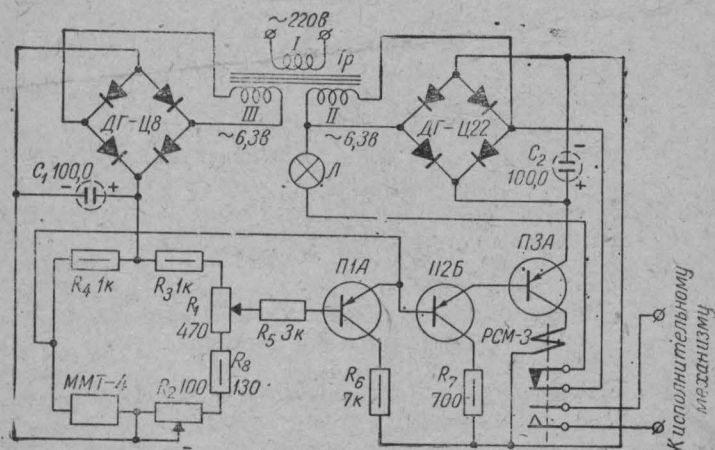 ~220в
I
Тр
III
II
~6,3в
~6,3в
ДГ-Ц8
ДГ-Ц22
C₁ 100,0
- +
Л
C₂
100,0
-
+
R₄ 1к
R₃ 1к
R₁
470
R₅ 3к
П1А
П2Б
П3А
РСМ-3
ММТ-4
R₂ 100
R₈
130
R₆
7к
R₇
700
К исполнительному
механизму